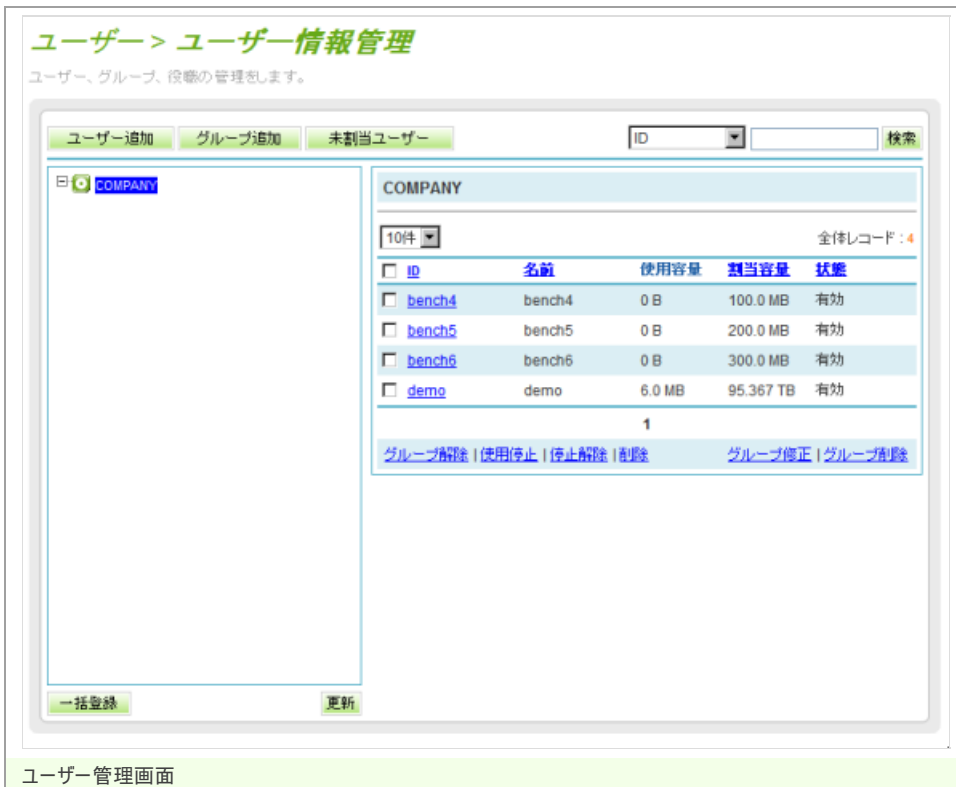 ユーザー > ユーザー情報管理
ユーザー、グループ、役職の管理をします。
ユーザー追加 グループ追加 未割当ユーザー ID 検索
COMPANY
COMPANY
10件 全体レコード : 4
ID 名前 使用容量 割当容量 状態
bench4 bench4 0 B 100.0 MB 有効
bench5 bench5 0 B 200.0 MB 有効
bench6 bench6 0 B 300.0 MB 有効
demo demo 6.0 MB 95.367 TB 有効
1
グループ解除 | 使用停止 | 停止解除 | 削除 グループ修正 | グループ削除
一括登録 更新
ユーザー管理画面